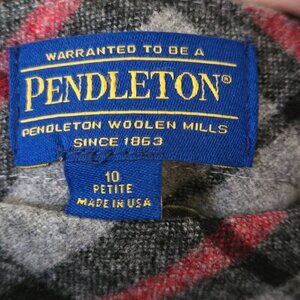 WARRANTED TO BE A
PENDLETON®
PENDLETON WOOLEN MILLS
SINCE 1863
10
PETITE
MADE IN USA